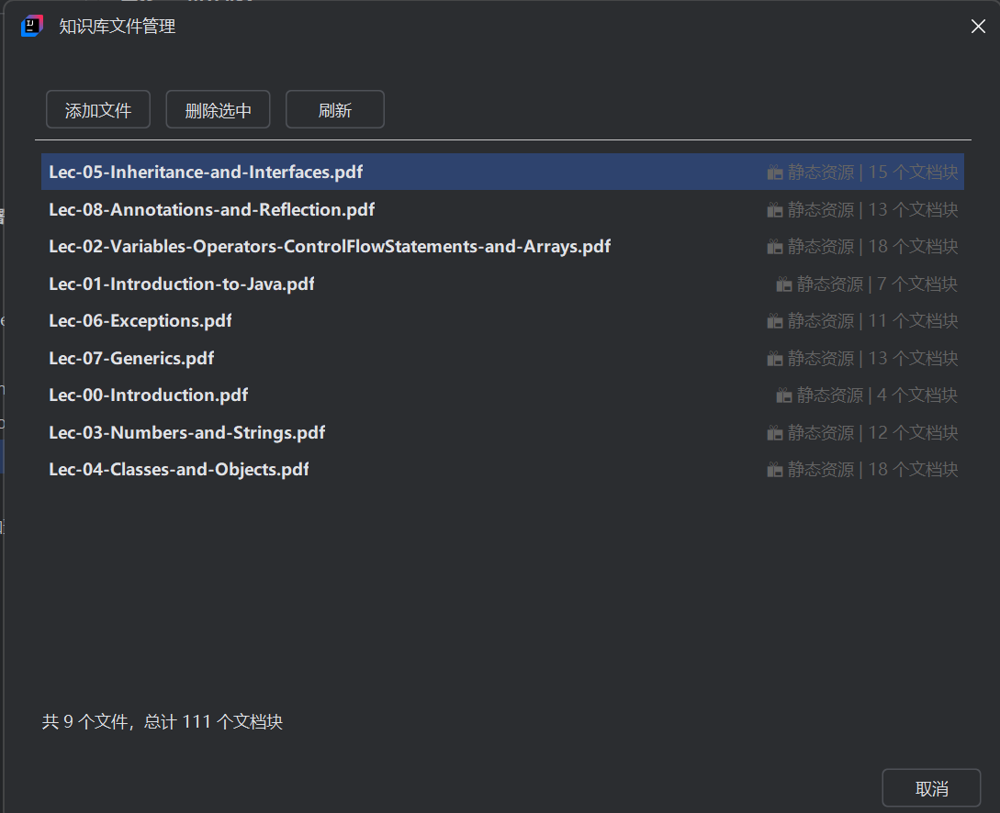 知识库文件管理
添加文件 删除选中 刷新
Lec-05-Inheritance-and-Interfaces.pdf 静态资源 | 15 个文档块
Lec-08-Annotations-and-Reflection.pdf 静态资源 | 13 个文档块
Lec-02-Variables-Operators-ControlFlowStatements-and-Arrays.pdf 静态资源 | 18 个文档块
Lec-01-Introduction-to-Java.pdf 静态资源 | 7 个文档块
Lec-06-Exceptions.pdf 静态资源 | 11 个文档块
Lec-07-Generics.pdf 静态资源 | 13 个文档块
Lec-00-Introduction.pdf 静态资源 | 4 个文档块
Lec-03-Numbers-and-Strings.pdf 静态资源 | 12 个文档块
Lec-04-Classes-and-Objects.pdf 静态资源 | 18 个文档块
共 9 个文件，总计 111 个文档块
取消